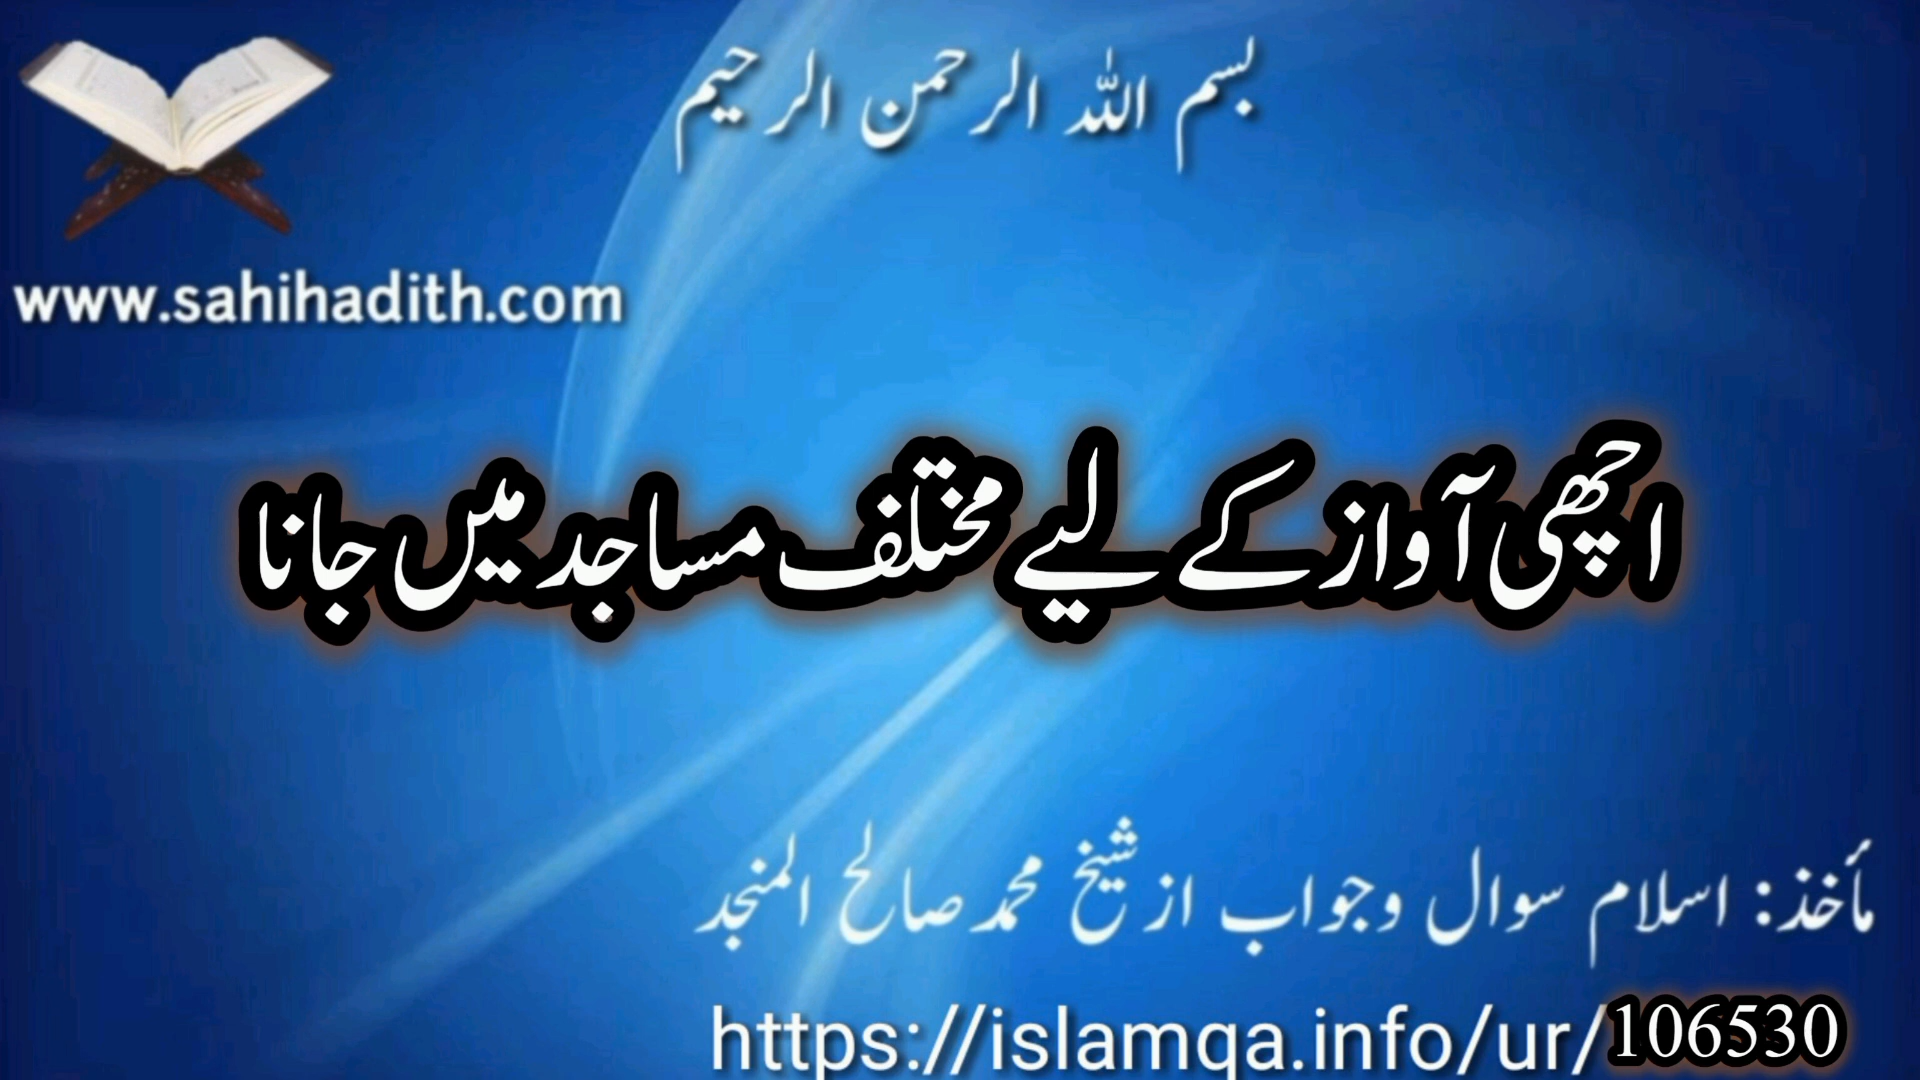 بسم الله الرحمن الرحیم
www.sahihadith.com
اچھی آواز کے لیے مختلف مساجد میں جانا
مأخذ: اسلام سوال وجواب از شیخ محمد صالح المنجد
https://islamqa.info/ur/106530